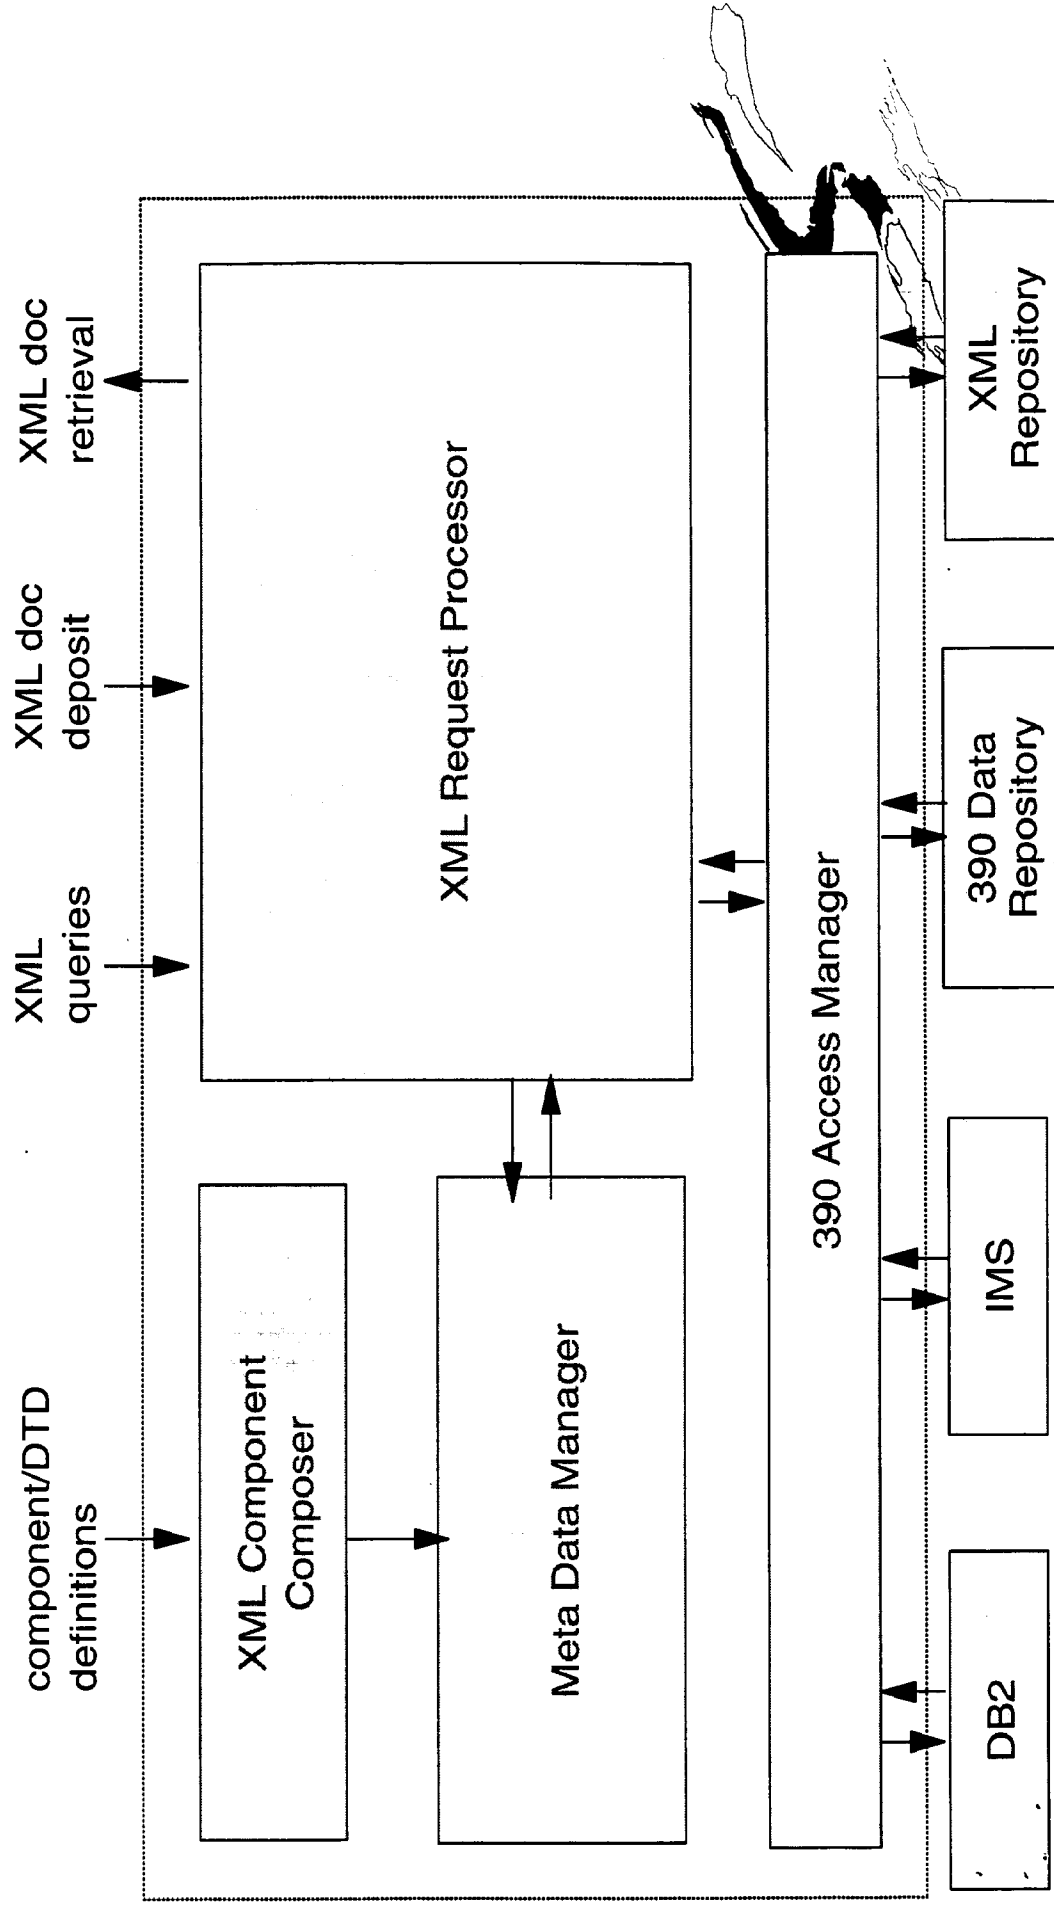 component/DTD
definitions
XML
queries
XML doc
deposit
XML doc
retrieval
XML Component
Composer
XML Request Processor
Meta Data Manager
390 Access Manager
DB2
IMS
390 Data
Repository
XML
Repository